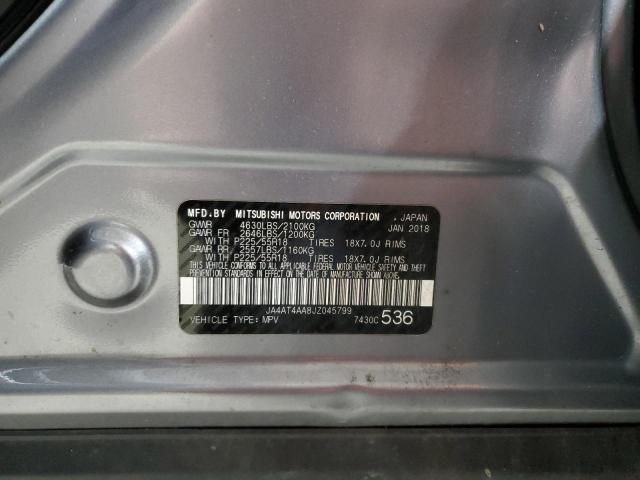 MFD.BY MITSUBISHI MOTORS CORPORATION , JAPAN
GVWR 4630LBS/2100KG JAN 2018
GAWR FR 2646LBS/1200KG
WITH P225/55R18 TIRES 18X7.0J RIMS
GAWR RR 2557LBS/1160KG
WITH P225/55R18 TIRES 18X7.0J RIMS
THIS VEHICLE CONFORMS TO ALL APPLICABLE FEDERAL MOTOR VEHICLE SAFETY AND THEFT
PREVENTION STANDARDS IN EFFECT ON THE DATE OF MANUFACTURE SHOWN ABOVE.
JA4AT4AA8JZ045799
VEHICLE TYPE: MPV 7430C 536